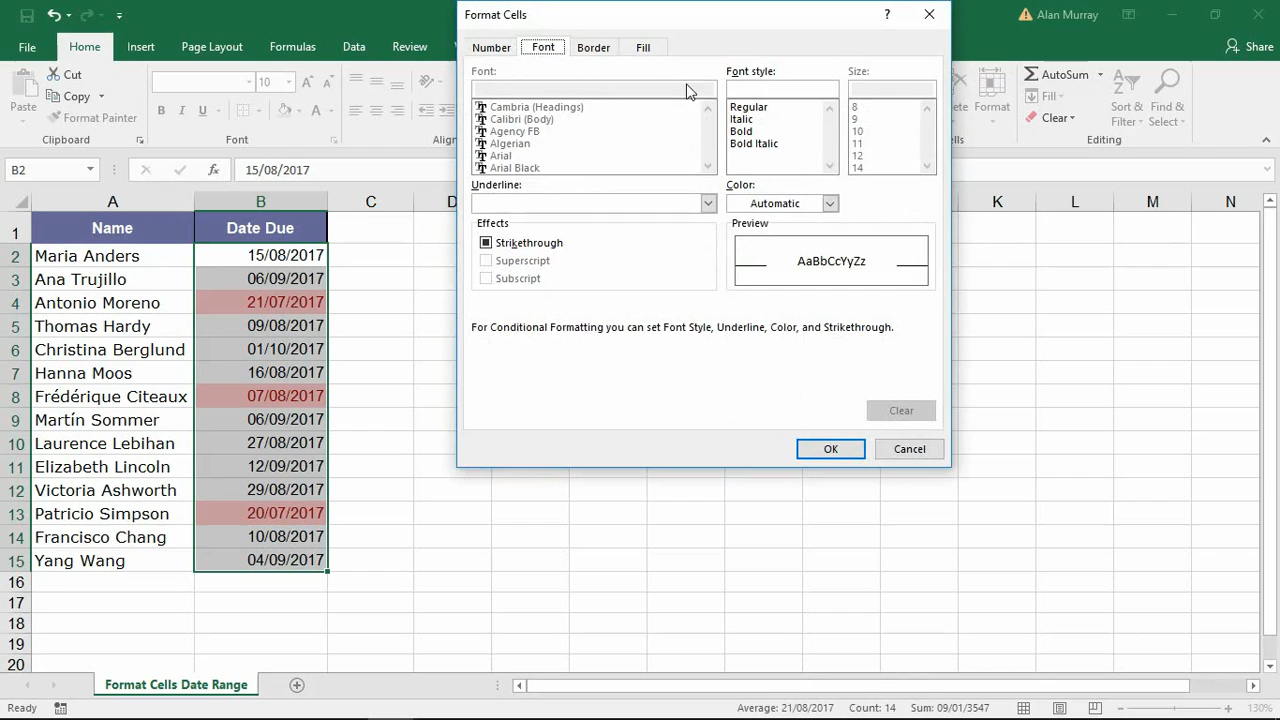 Format Cells
?
Alan Murray
File Home Insert Page Layout Formulas Data Review
Number Font Border Fill
Share
Paste
Cut
Copy
Format Painter
Clipboard
10
B I U
Font:
Cambria (Headings)
Calibri (Body)
Agency FB
Algerian
Arial
Arial Black
Font style:
Regular
Italic
Bold
Bold Italic
Size:
8
9
10
11
12
14
Underline:
Color:
Automatic
Effects
Strikethrough
Superscript
Subscript
Preview
AaBbCcYyZz
For Conditional Formatting you can set Font Style, Underline, Color, and Strikethrough.
Clear
OK
Cancel
Format
AutoSum
Fill
Clear
Sort &
Filter
Find &
Select
Editing
B2
fx
15/08/2017
A B C D K L M N
1 Name Date Due
2 Maria Anders 15/08/2017
3 Ana Trujillo 06/09/2017
4 Antonio Moreno 21/07/2017
5 Thomas Hardy 09/08/2017
6 Christina Berglund 01/10/2017
7 Hanna Moos 16/08/2017
8 Frédérique Citeaux 07/08/2017
9 Martín Sommer 06/09/2017
10 Laurence Lebihan 27/08/2017
11 Elizabeth Lincoln 12/09/2017
12 Victoria Ashworth 29/08/2017
13 Patricio Simpson 20/07/2017
14 Francisco Chang 10/08/2017
15 Yang Wang 04/09/2017
16
17
18
19
20
Format Cells Date Range
Ready
Average: 21/08/2017 Count: 14 Sum: 09/01/3547
130%